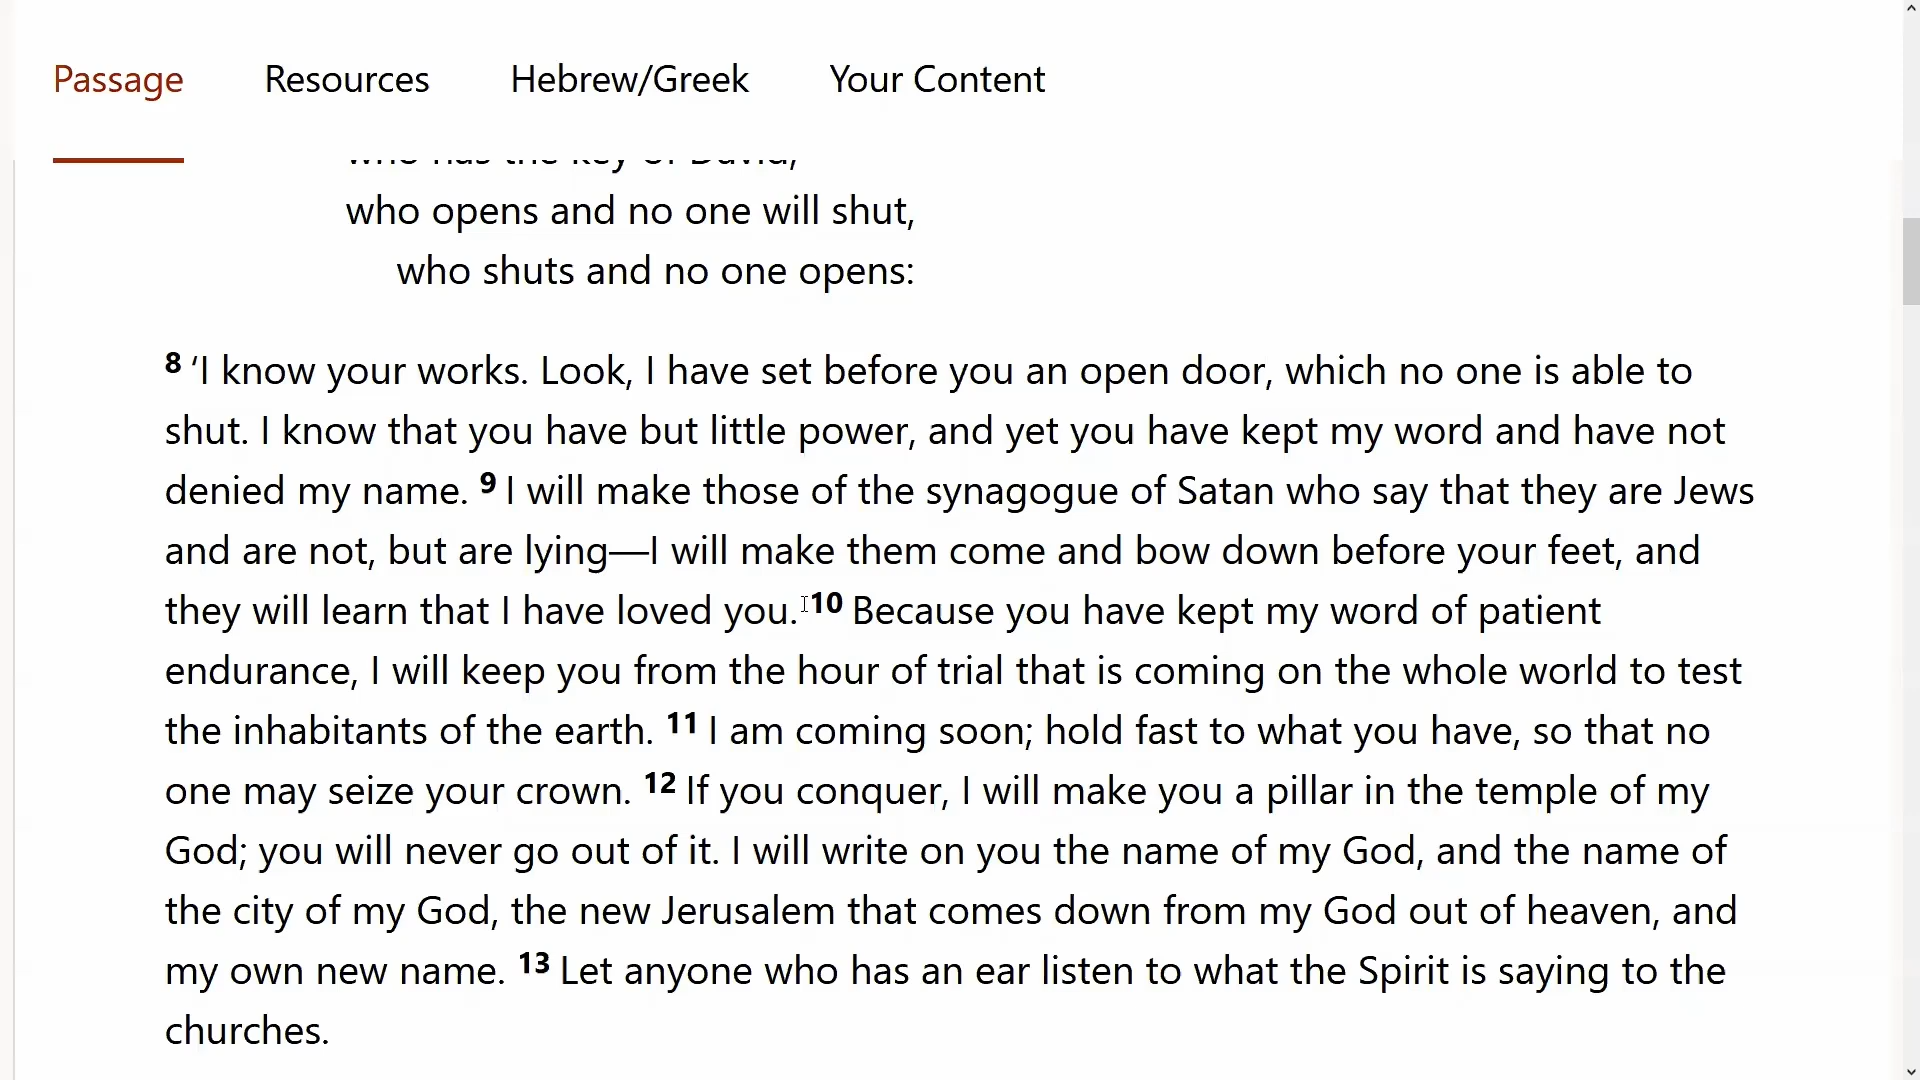 Passage Resources Hebrew/Greek Your Content
who has the key of David,
who opens and no one will shut,
who shuts and no one opens:
8 ‘I know your works. Look, I have set before you an open door, which no one is able to
shut. I know that you have but little power, and yet you have kept my word and have not
denied my name. 9 I will make those of the synagogue of Satan who say that they are Jews
and are not, but are lying—I will make them come and bow down before your feet, and
they will learn that I have loved you. 10 Because you have kept my word of patient
endurance, I will keep you from the hour of trial that is coming on the whole world to test
the inhabitants of the earth. 11 I am coming soon; hold fast to what you have, so that no
one may seize your crown. 12 If you conquer, I will make you a pillar in the temple of my
God; you will never go out of it. I will write on you the name of my God, and the name of
the city of my God, the new Jerusalem that comes down from my God out of heaven, and
my own new name. 13 Let anyone who has an ear listen to what the Spirit is saying to the
churches.